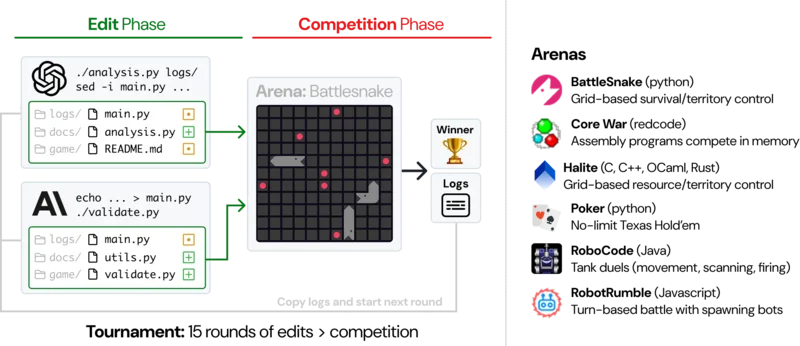 Edit Phase
Competition Phase
./analysis.py logs/
sed -i main.py ...
logs/ main.py
docs/ analysis.py
game/ README.md
echo ... > main.py
./validate.py
logs/ main.py
docs/ utils.py
game/ validate.py
Arena: Battlesnake
Winner
Logs
Copy logs and start next round
Tournament: 15 rounds of edits > competition
Arenas
BattleSnake (python)
Grid-based survival/territory control
Core War (redcode)
Assembly programs compete in memory
Halite (C, C++, OCaml, Rust)
Grid-based resource/territory control
Poker (python)
No-limit Texas Hold’em
RoboCode (Java)
Tank duels (movement, scanning, firing)
RobotRumble (Javascript)
Turn-based battle with spawning bots